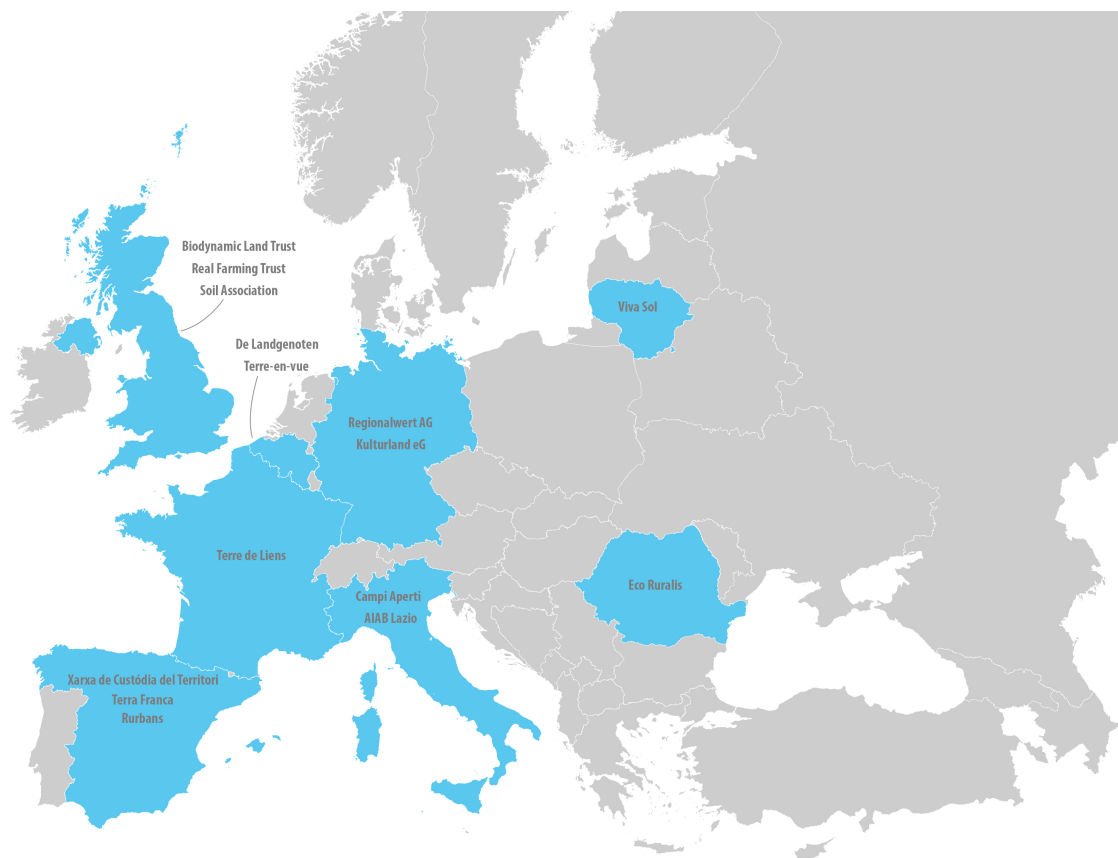 Biodynamic Land Trust
Real Farming Trust
Soil Association
Viva Sol
De Landgenoten
Terre-en-vue
Regionalwert AG
Kulturland eG
Terre de Liens
Eco Ruralis
Campi Aperti
AIAB Lazio
Xarxa de Custódia del Territori
Terra Franca
Rurbans